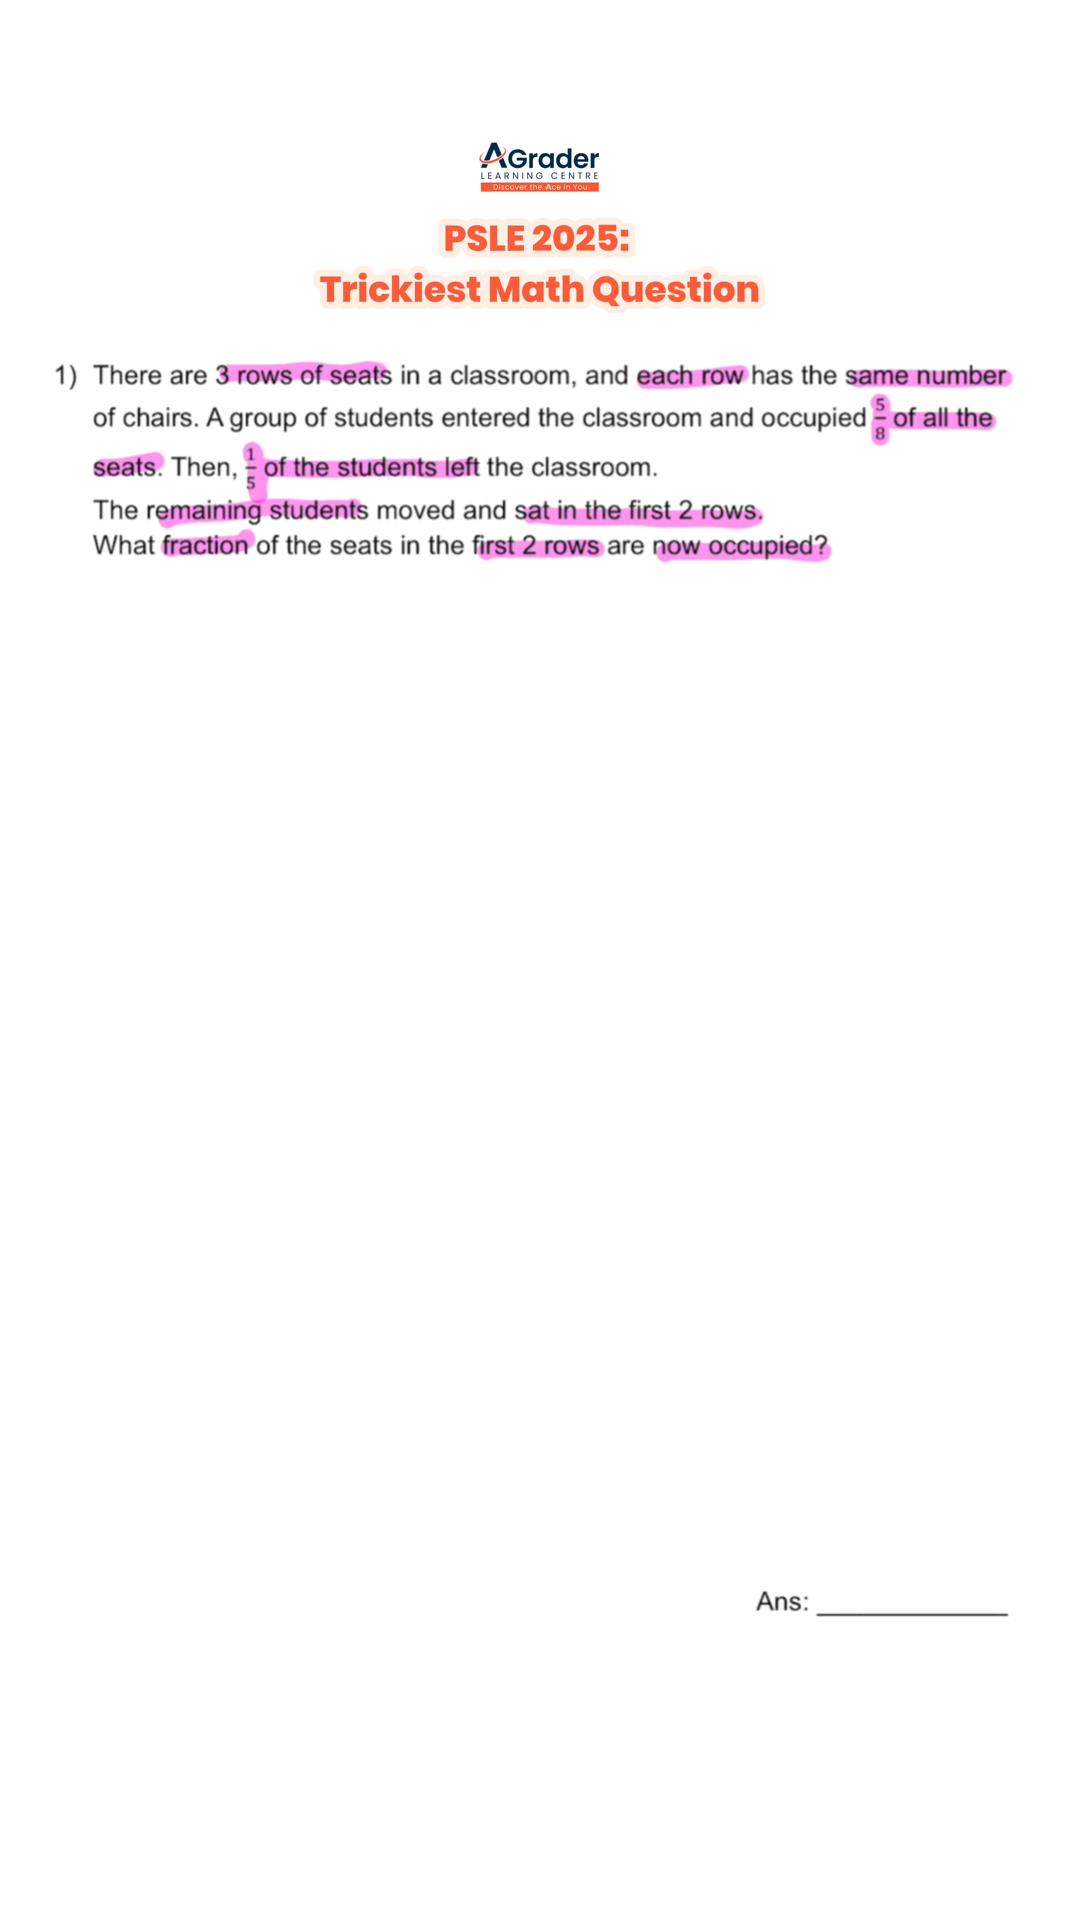 AGrader
LEARNING CENTRE
Discover the Ace in You
PSLE 2025:
Trickiest Math Question
1) There are 3 rows of seats in a classroom, and each row has the same number
of chairs. A group of students entered the classroom and occupied 5/8 of all the
seats. Then, 1/5 of the students left the classroom.
The remaining students moved and sat in the first 2 rows.
What fraction of the seats in the first 2 rows are now occupied?
Ans: ______________